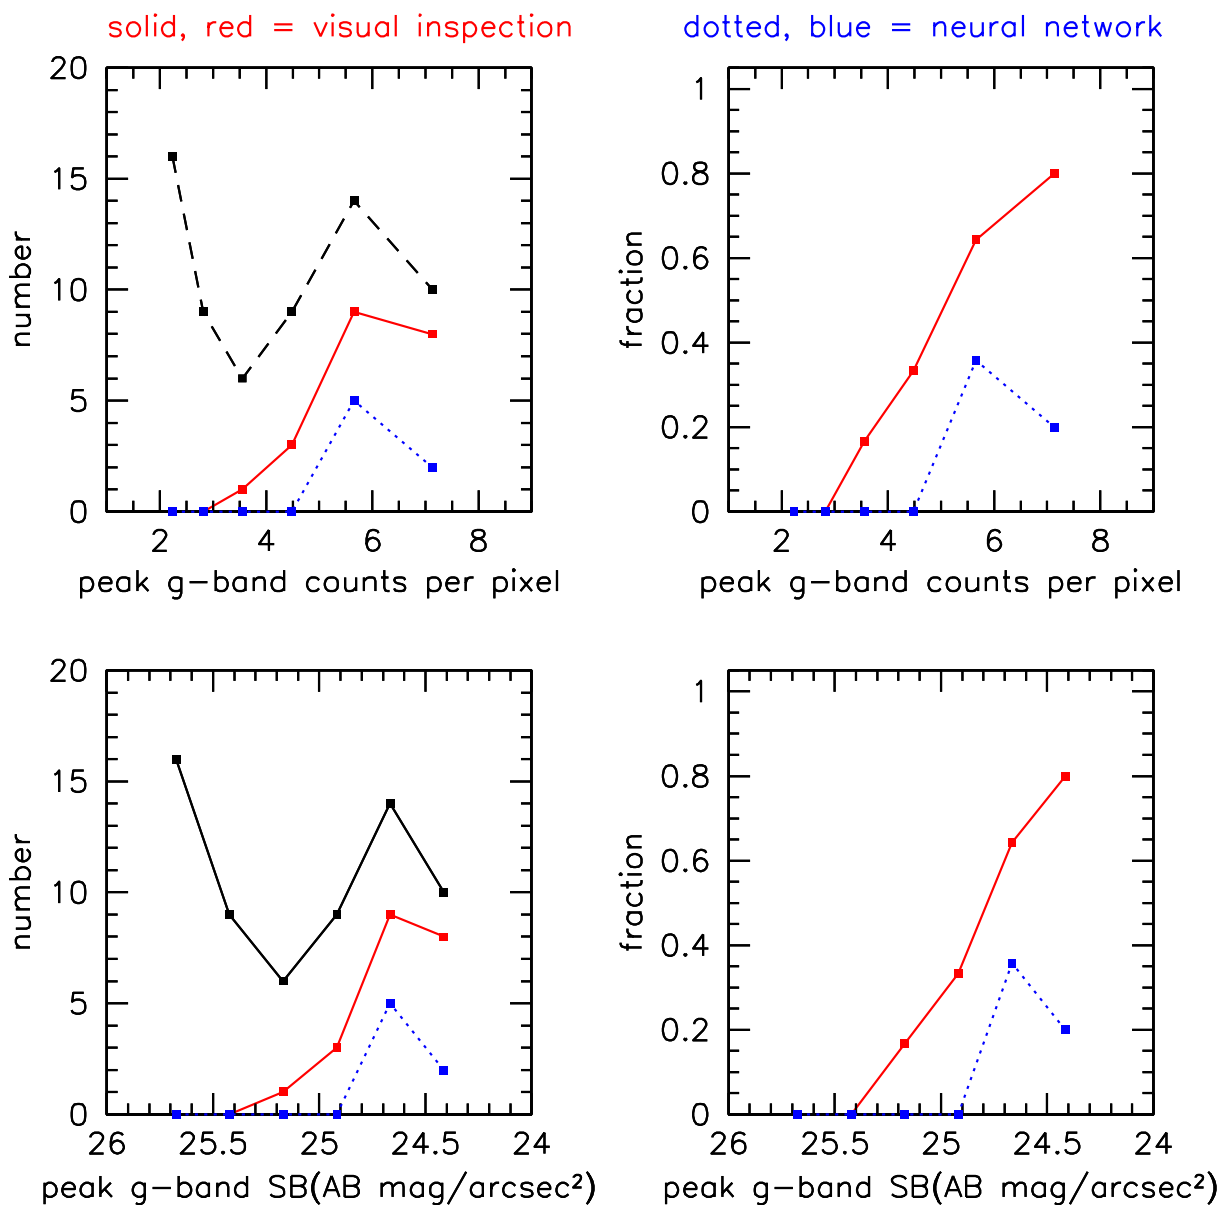 solid, red = visual inspection
dotted, blue = neural network
20
15
10
5
0
number
2 4 6 8
peak g-band counts per pixel
1
0.8
0.6
0.4
0.2
0
fraction
2 4 6 8
peak g-band counts per pixel
20
15
10
5
0
number
26 25.5 25 24.5 24
peak g-band SB(AB mag/arcsec²)
1
0.8
0.6
0.4
0.2
0
fraction
26 25.5 25 24.5 24
peak g-band SB(AB mag/arcsec²)